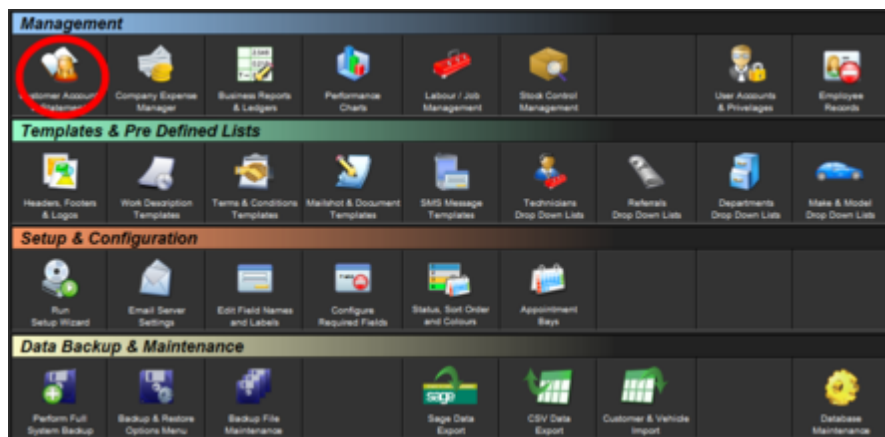 Management
Customer Accounts
& Statements
Company Expense
Manager
Business Reports
& Ledgers
Performance
Charts
Labour / Job
Management
Stock Control
Management
User Accounts
& Privelages
Employee
Records
Templates & Pre Defined Lists
Headers, Footers
& Logos
Work Description
Templates
Terms & Conditions
Templates
Mailshot & Document
Templates
SMS Message
Templates
Technicians
Drop Down Lists
Referrals
Drop Down Lists
Departments
Drop Down Lists
Make & Model
Drop Down Lists
Setup & Configuration
Run
Setup Wizard
Email Server
Settings
Edit Field Names
and Labels
Configure
Required Fields
Status, Sort Order
and Colours
Appointment
Bays
Data Backup & Maintenance
Perform Full
System Backup
Backup & Restore
Options Menu
Backup File
Maintenance
sage
Sage Data
Export
CSV Data
Export
Customer & Vehicle
Import
Database
Maintenance